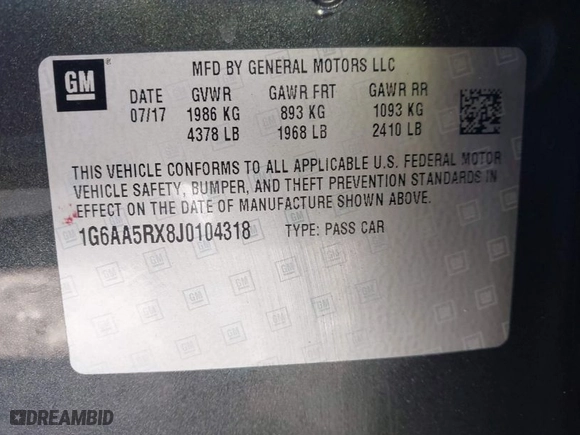 GM
MFD BY GENERAL MOTORS LLC
DATE GVWR GAWR FRT GAWR RR
07/17 1986 KG 893 KG 1093 KG
4378 LB 1968 LB 2410 LB
THIS VEHICLE CONFORMS TO ALL APPLICABLE U.S. FEDERAL MOTOR
VEHICLE SAFETY, BUMPER, AND THEFT PREVENTION STANDARDS IN
EFFECT ON THE DATE OF MANUFACTURE SHOWN ABOVE.
1G6AA5RX8J0104318 TYPE: PASS CAR
DREAMBID